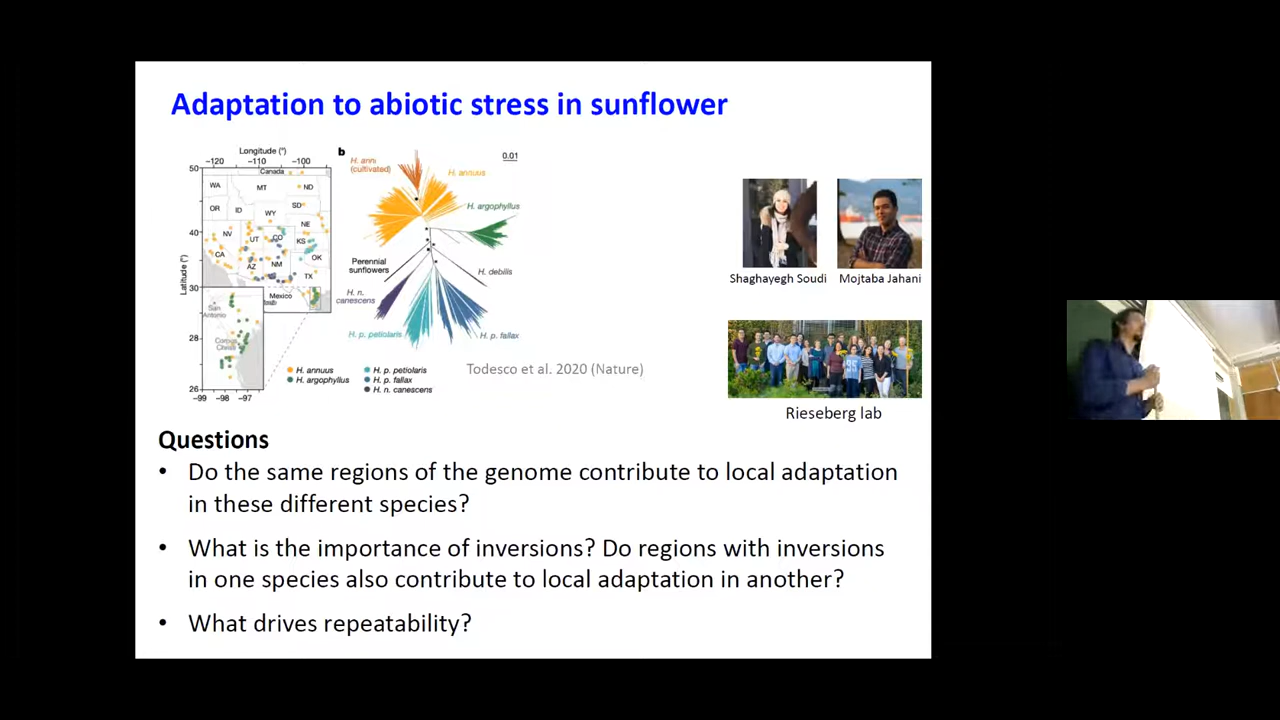 Adaptation to abiotic stress in sunflower
Longitude (°)
−120 −110 −100
50
40
30
28
26
Latitude (°)
Canada
WA
MT
ND
OR
ID
SD
WY
NE
NV
UT
CO
KS
CA
AZ
NM
OK
TX
Mexico
San
Antonio
Corpus
Christi
−99 −98 −97
b
H. ann
(cultivated)
H. annuus
0.01
H. argophyllus
Perennial
sunflowers
H. debilis
H. n.
canescens
H. p. petiolaris
H. p. fallax
H. annuus
H. argophyllus
H. p. petiolaris
H. p. fallax
H. n. canescens
Todesco et al. 2020 (Nature)
Shaghayegh Soudi
Mojtaba Jahani
Rieseberg lab
Questions
• Do the same regions of the genome contribute to local adaptation
in these different species?
• What is the importance of inversions? Do regions with inversions
in one species also contribute to local adaptation in another?
• What drives repeatability?